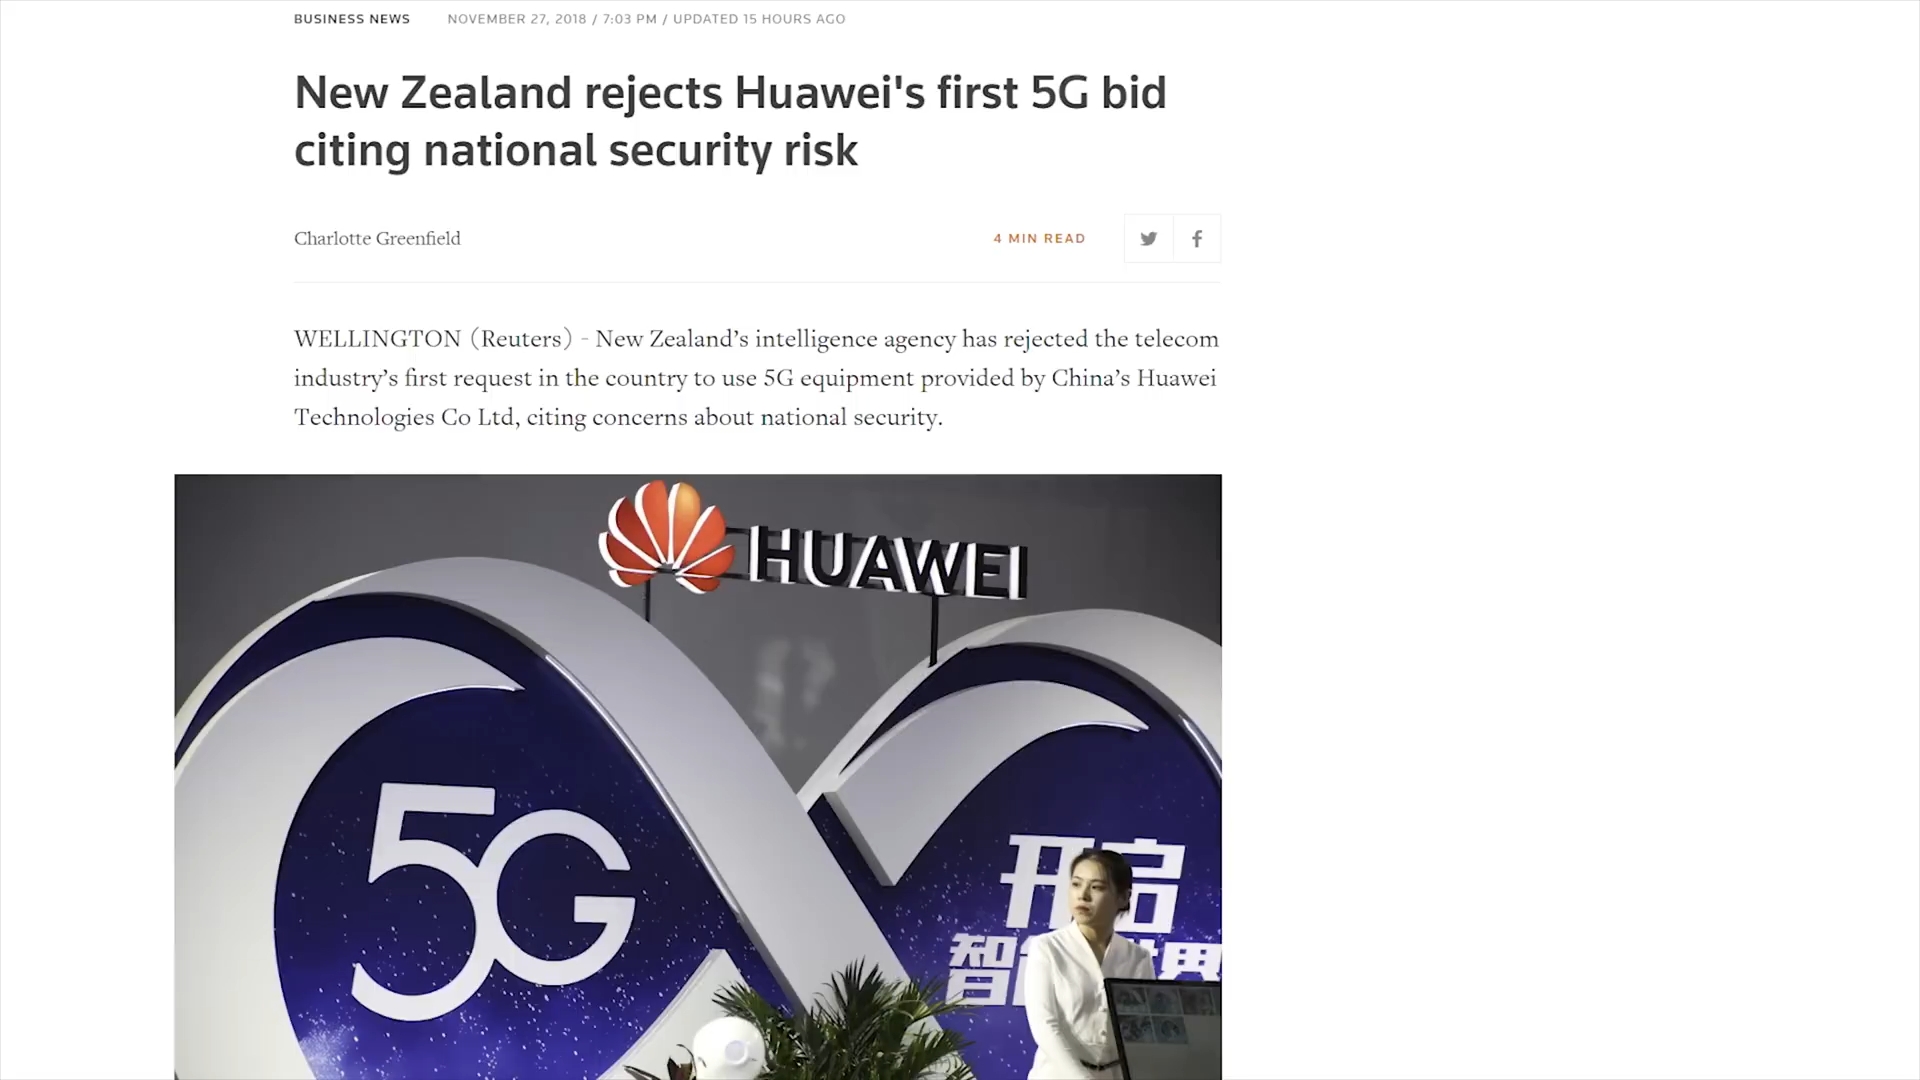 BUSINESS NEWS NOVEMBER 27, 2018 / 7:03 PM / UPDATED 15 HOURS AGO
New Zealand rejects Huawei's first 5G bid
citing national security risk
Charlotte Greenfield 4 MIN READ
WELLINGTON (Reuters) - New Zealand’s intelligence agency has rejected the telecom
industry’s first request in the country to use 5G equipment provided by China’s Huawei
Technologies Co Ltd, citing concerns about national security.
HUAWEI
5G
开启
智 世界